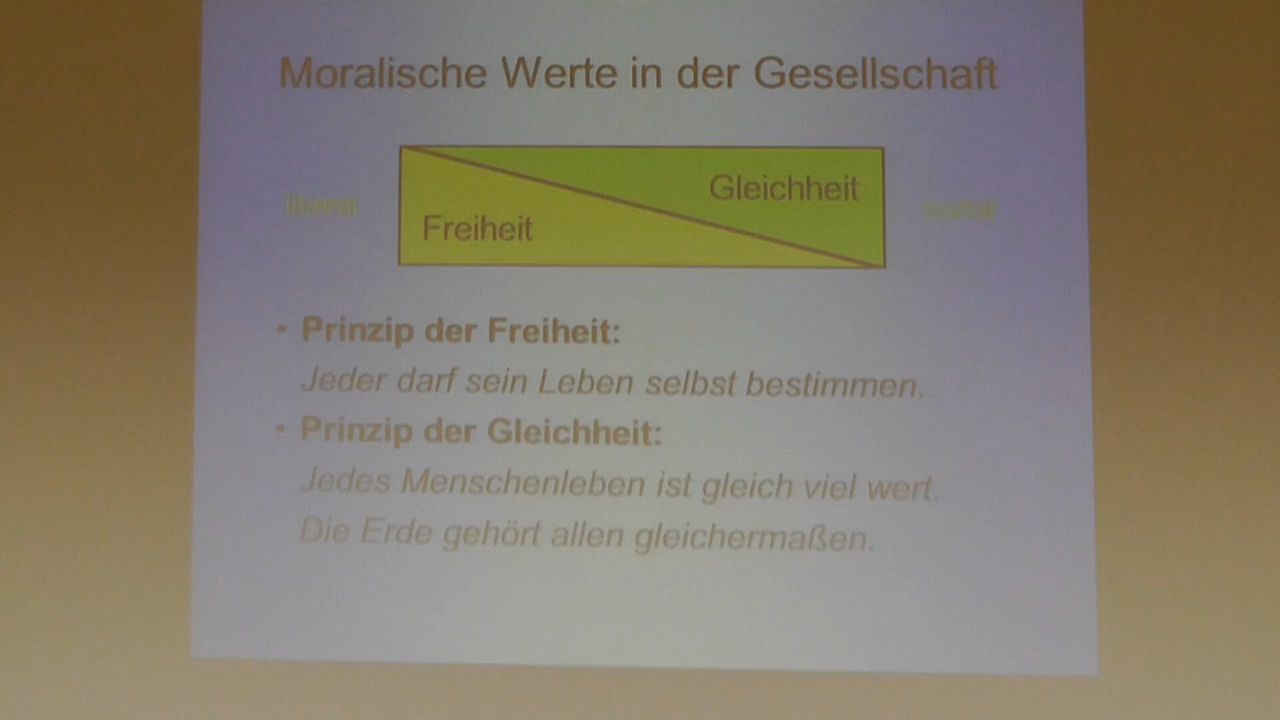 Moralische Werte in der Gesellschaft
Gleichheit
liberal
Freiheit
• Prinzip der Freiheit:
Jeder darf sein Leben selbst bestimmen.
• Prinzip der Gleichheit:
Jedes Menschenleben ist gleich viel wert.
Die Erde gehört allen gleichermaßen.